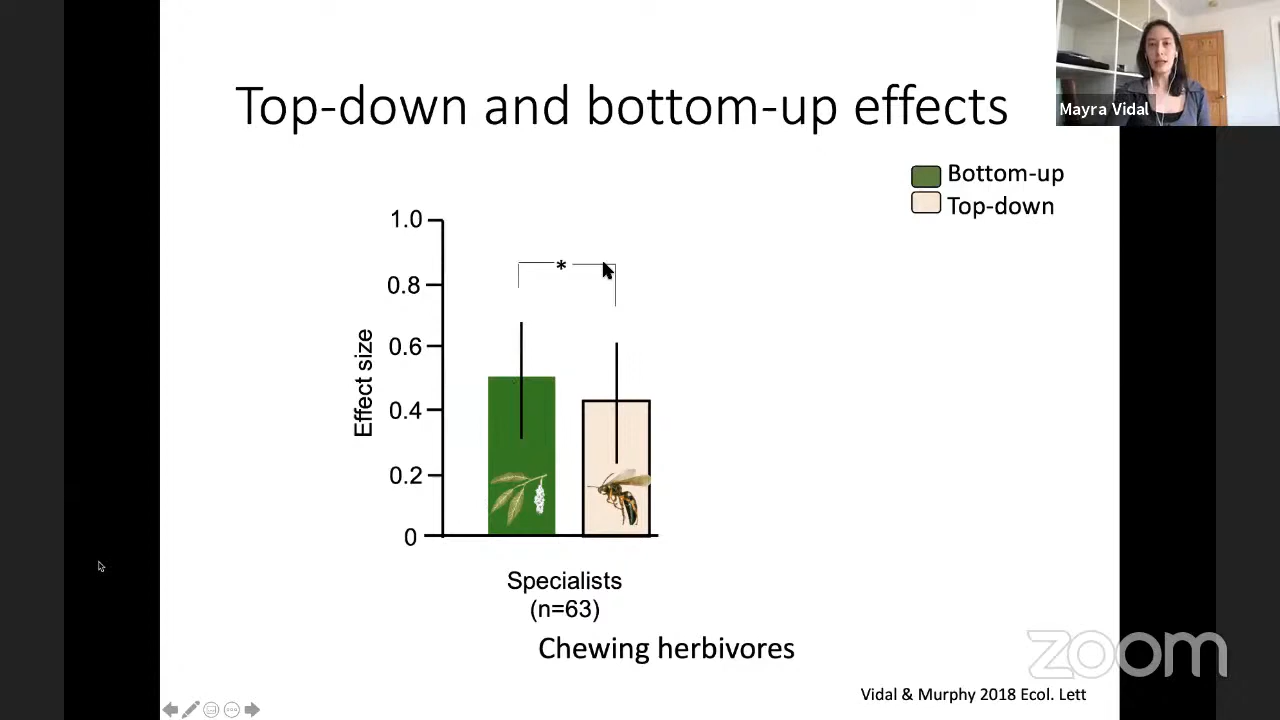 Top-down and bottom-up effects
Mayra Vidal
Bottom-up
Top-down
1.0
0.8
0.6
0.4
0.2
0
Effect size
*
Specialists
(n=63)
Chewing herbivores
zoom
Vidal & Murphy 2018 Ecol. Lett